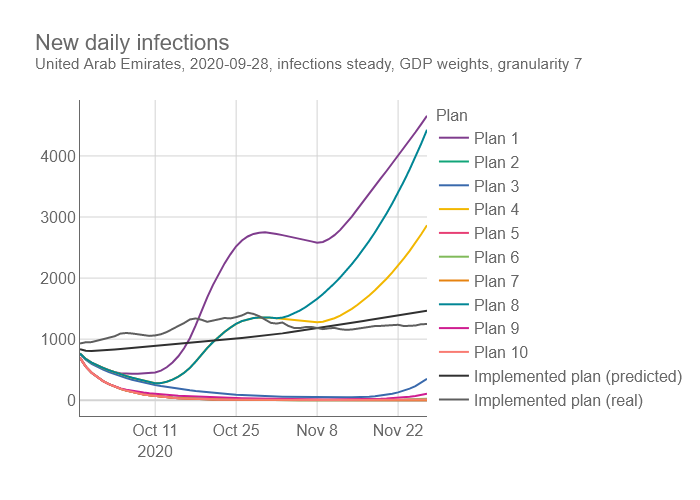 New daily infections
United Arab Emirates, 2020-09-28, infections steady, GDP weights, granularity 7
Plan
Plan 1
Plan 2
Plan 3
Plan 4
Plan 5
Plan 6
Plan 7
Plan 8
Plan 9
Plan 10
Implemented plan (predicted)
Implemented plan (real)
4000
3000
2000
1000
0
Oct 11
2020
Oct 25
Nov 8
Nov 22